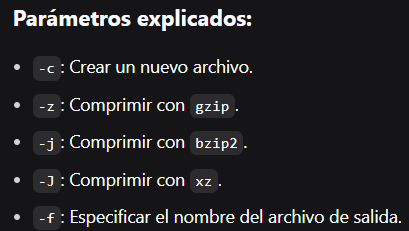 Parámetros explicados:
• -c: Crear un nuevo archivo.
• -z: Comprimir con gzip.
• -j: Comprimir con bzip2.
• -J: Comprimir con xz.
• -f: Especificar el nombre del archivo de salida.